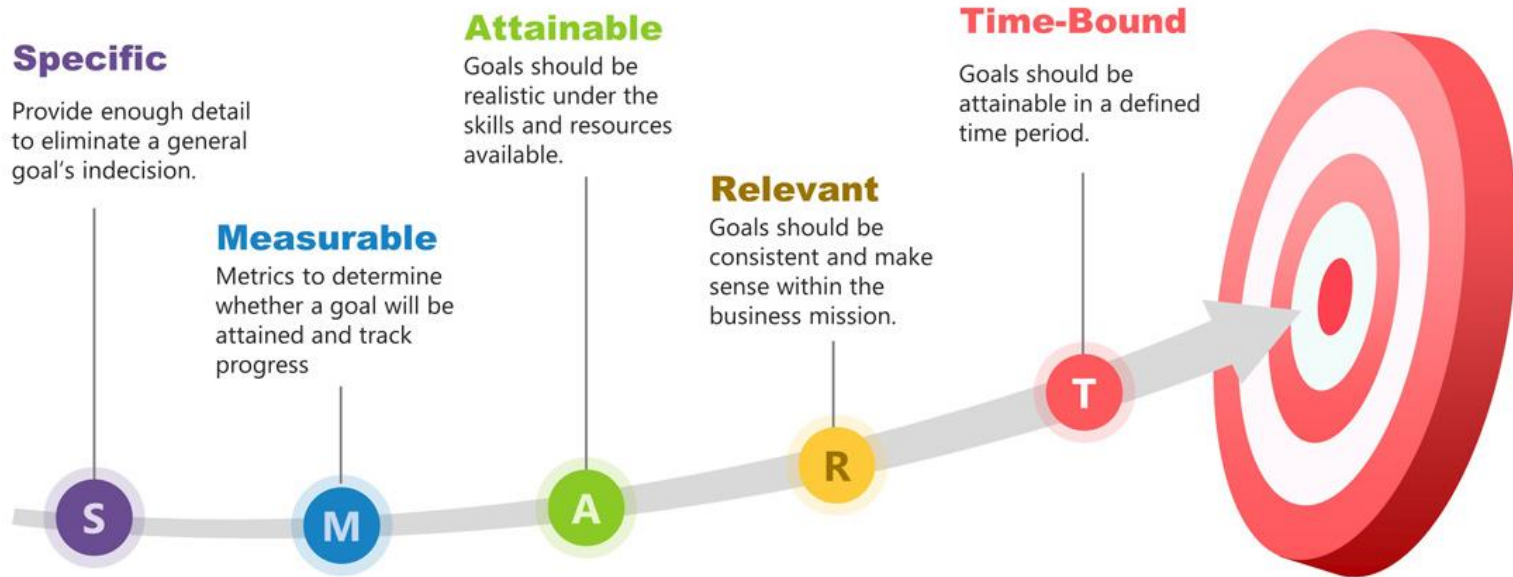 Specific
Provide enough detail
to eliminate a general
goal's indecision.
Measurable
Metrics to determine
whether a goal will be
attained and track
progress
Attainable
Goals should be
realistic under the
skills and resources
available.
Relevant
Goals should be
consistent and make
sense within the
business mission.
Time-Bound
Goals should be
attainable in a defined
time period.
S
M
A
R
T